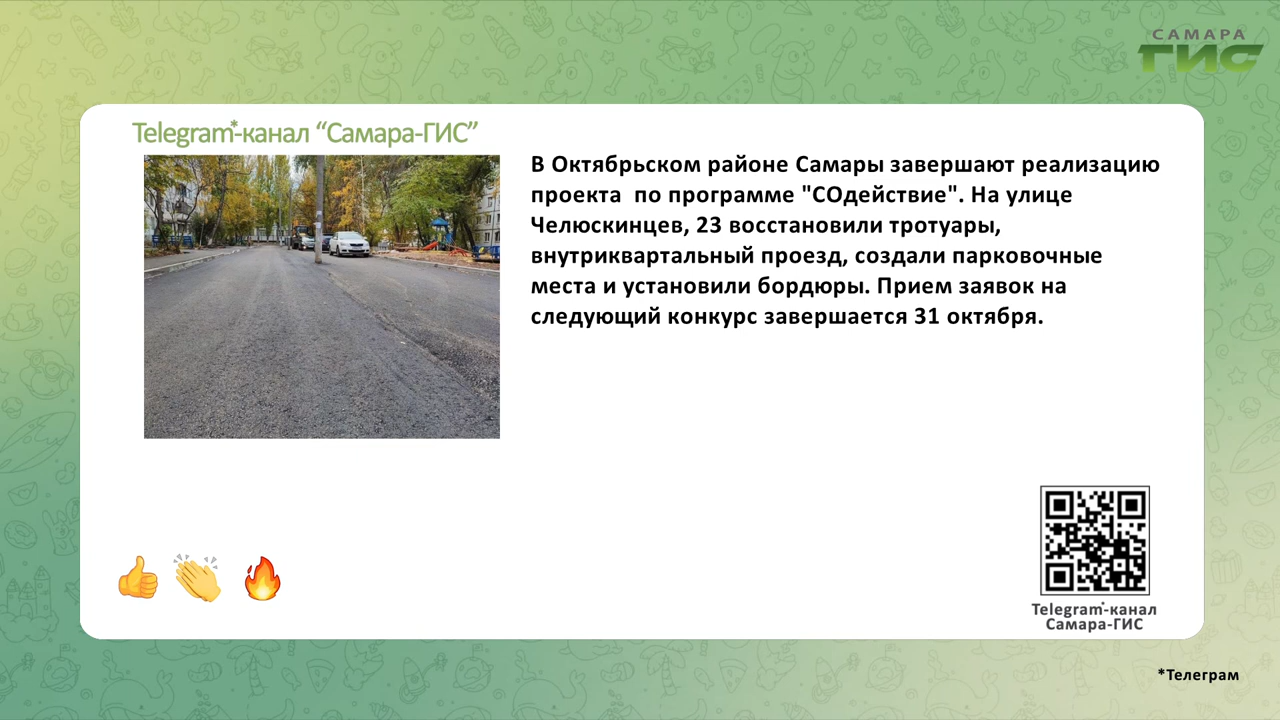 САМАРА
ГИС
Telegram*-канал “Самара-ГИС”
В Октябрьском районе Самары завершают реализацию
проекта  по программе "СОдействие". На улице
Челюскинцев, 23 восстановили тротуары,
внутриквартальный проезд, создали парковочные
места и установили бордюры. Прием заявок на
следующий конкурс завершается 31 октября.
Telegram*-канал
Самара-ГИС
*Телеграм